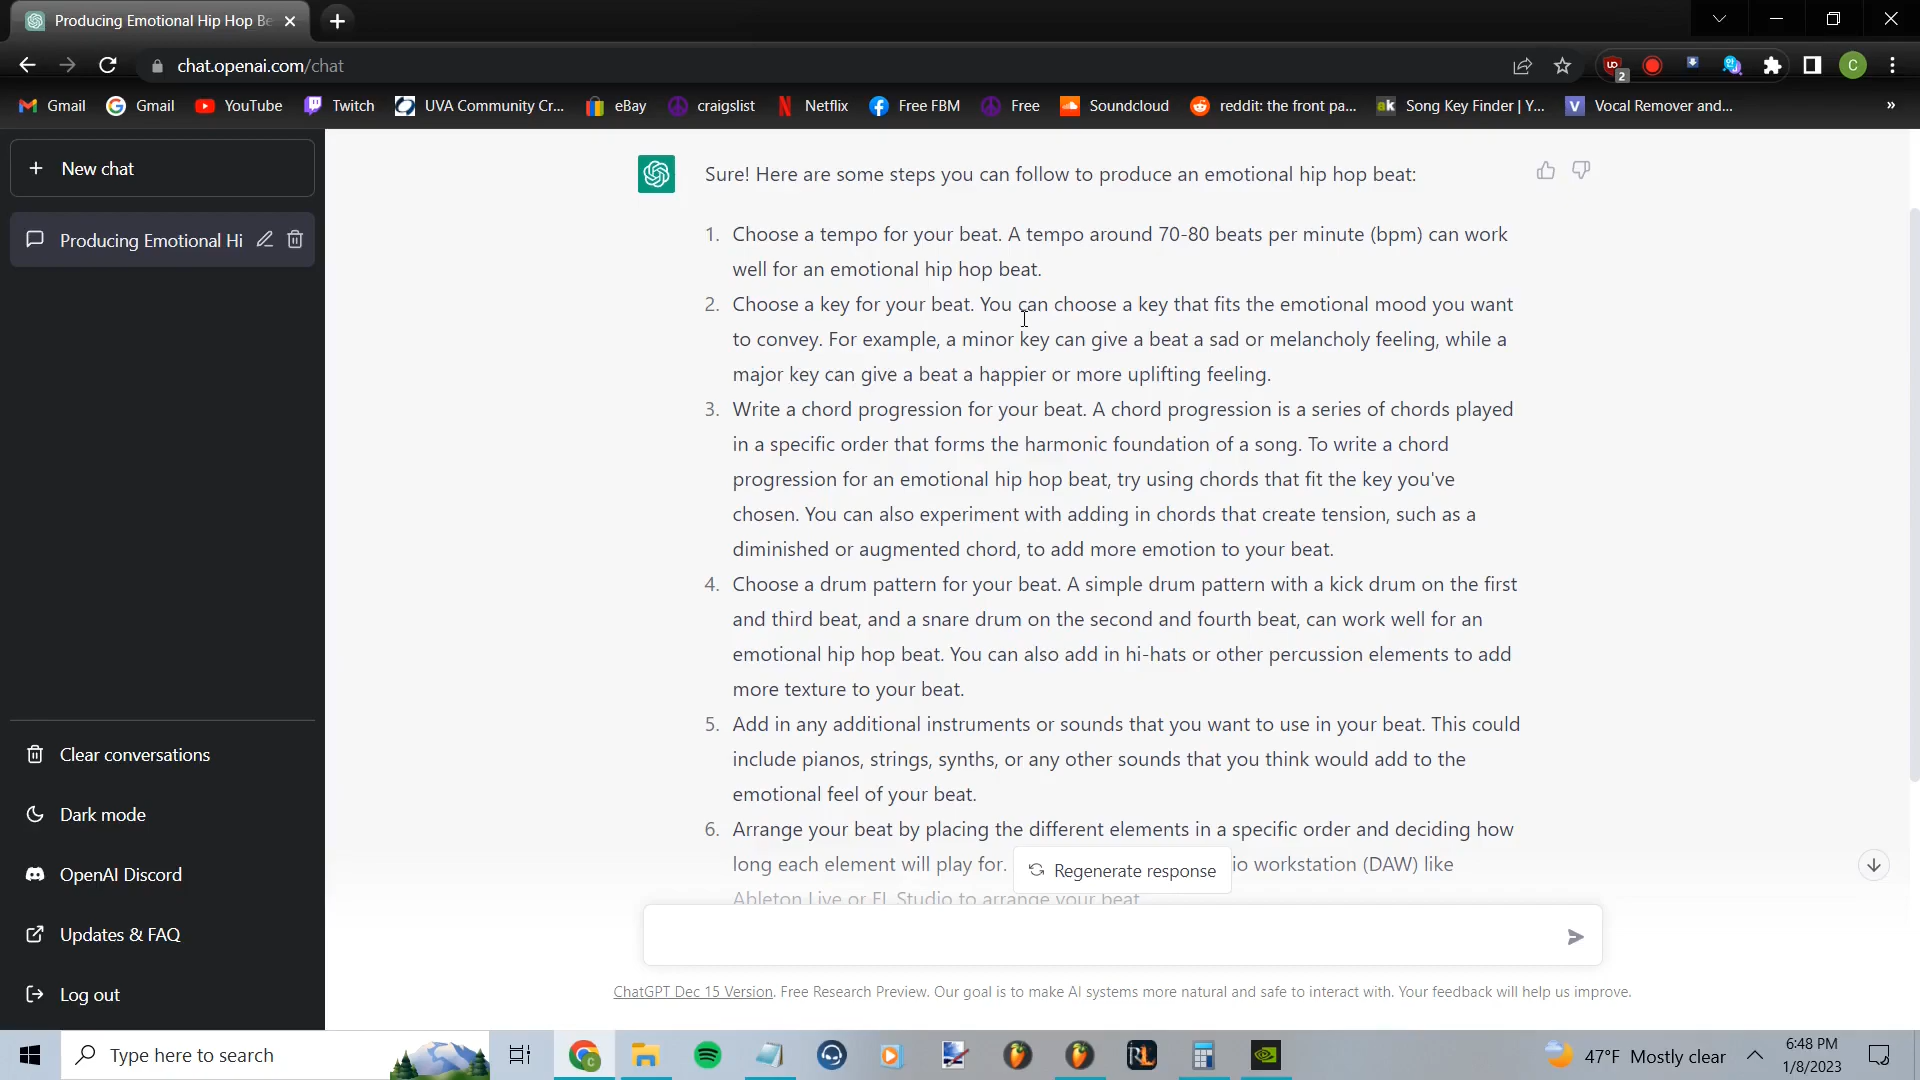 Producing Emotional Hip Hop Be
chat.openai.com/chat
2
C
Gmail
Gmail
YouTube
Twitch
UVA Community Cr...
eBay
craigslist
Netflix
Free FBM
Free
Soundcloud
reddit: the front pa...
ak
Song Key Finder | Y...
V
Vocal Remover and...
»
New chat
Producing Emotional Hi
Clear conversations
Dark mode
OpenAI Discord
Updates & FAQ
Log out
Sure! Here are some steps you can follow to produce an emotional hip hop beat:
1. Choose a tempo for your beat. A tempo around 70-80 beats per minute (bpm) can work
well for an emotional hip hop beat.
2. Choose a key for your beat. You can choose a key that fits the emotional mood you want
to convey. For example, a minor key can give a beat a sad or melancholy feeling, while a
major key can give a beat a happier or more uplifting feeling.
3. Write a chord progression for your beat. A chord progression is a series of chords played
in a specific order that forms the harmonic foundation of a song. To write a chord
progression for an emotional hip hop beat, try using chords that fit the key you've
chosen. You can also experiment with adding in chords that create tension, such as a
diminished or augmented chord, to add more emotion to your beat.
4. Choose a drum pattern for your beat. A simple drum pattern with a kick drum on the first
and third beat, and a snare drum on the second and fourth beat, can work well for an
emotional hip hop beat. You can also add in hi-hats or other percussion elements to add
more texture to your beat.
5. Add in any additional instruments or sounds that you want to use in your beat. This could
include pianos, strings, synths, or any other sounds that you think would add to the
emotional feel of your beat.
6. Arrange your beat by placing the different elements in a specific order and deciding how
long each element will play for. io workstation (DAW) like
Regenerate response
Ableton Live or FL Studio to arrange your beat
ChatGPT Dec 15 Version. Free Research Preview. Our goal is to make AI systems more natural and safe to interact with. Your feedback will help us improve.
Type here to search
RL
47°F Mostly clear
6:48 PM
1/8/2023